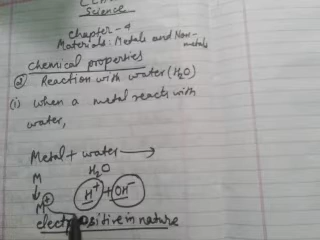 Science
Chapter - 4
Materials: Metals and Non-
metals
Chemical properties
② Reaction with water (H₂O)
(i) when a metal reacts with
water,
Metal + water ⟶
M H₂O
↓
M⊕ H⁺ + OH⁻
electropositive in nature